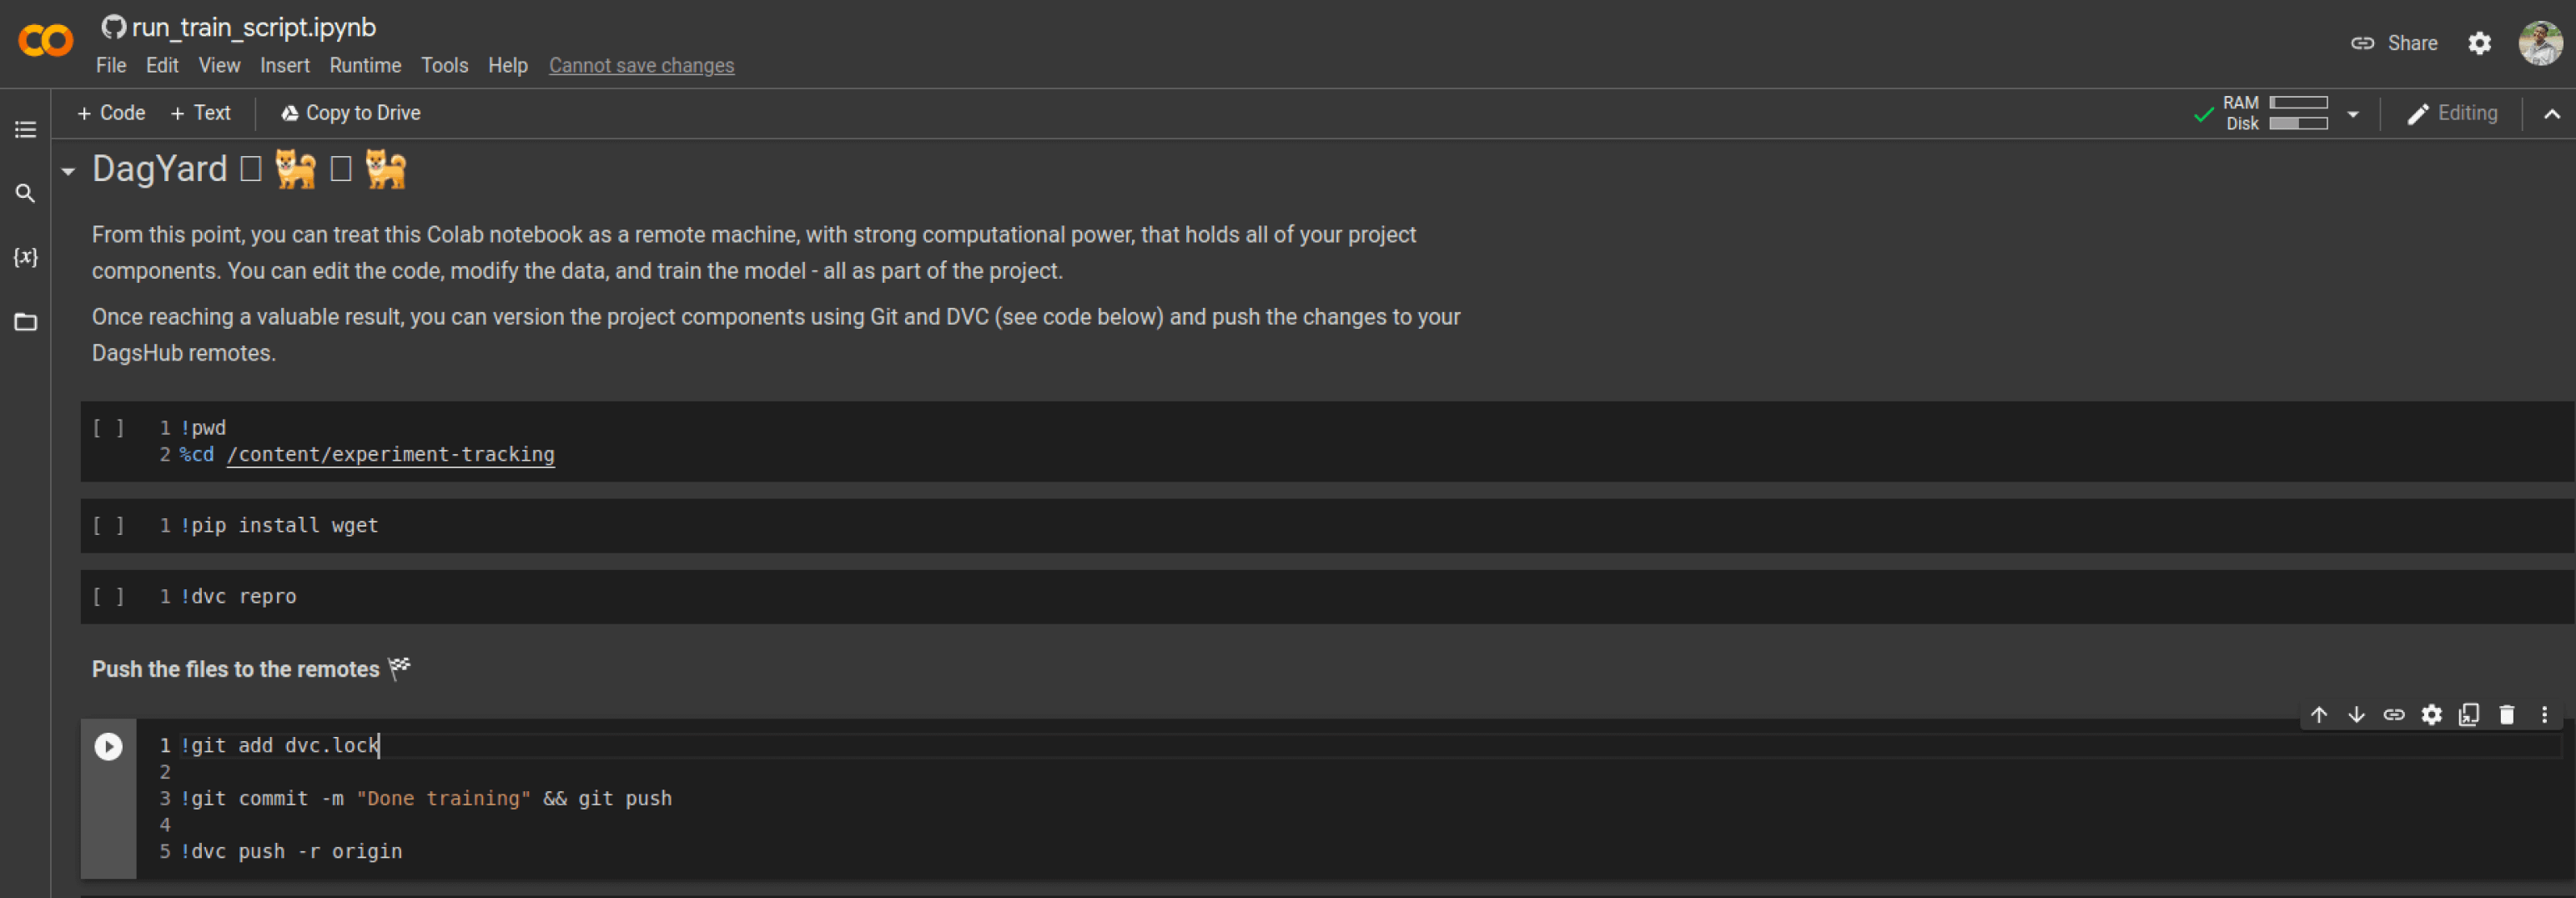 run_train_script.ipynb
File Edit View Insert Runtime Tools Help Cannot save changes
Share
+ Code + Text Copy to Drive
RAM
Disk
Editing
DagYard 🐕 🐕
From this point, you can treat this Colab notebook as a remote machine, with strong computational power, that holds all of your project
components. You can edit the code, modify the data, and train the model - all as part of the project.
Once reaching a valuable result, you can version the project components using Git and DVC (see code below) and push the changes to your
DagsHub remotes.
[ ] 1 !pwd
2 %cd /content/experiment-tracking
[ ] 1 !pip install wget
[ ] 1 !dvc repro
Push the files to the remotes 🏁
1 !git add dvc.lock
2
3 !git commit -m "Done training" && git push
4
5 !dvc push -r origin